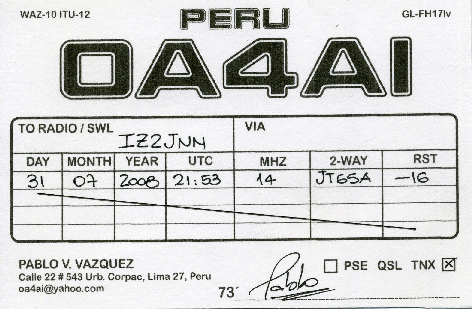 WAZ-10 ITU-12 PERU GL-FH17lv
OA4AI
TO RADIO / SWL IZ2JNN VIA
DAY MONTH YEAR UTC MHZ 2-WAY RST
31 07 2008 21:53 14 JT65A -16
PABLO V. VAZQUEZ
Calle 22 # 543 Urb. Corpac, Lima 27, Peru
oa4ai@yahoo.com
73' Pablo PSE QSL TNX